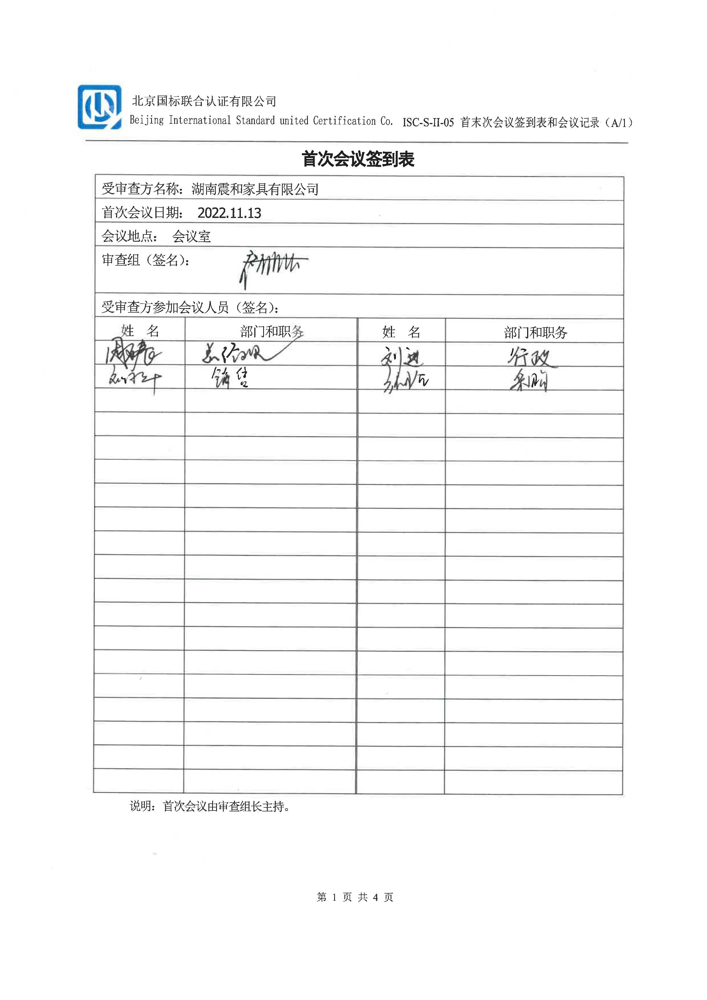 北京国标联合认证有限公司
Beijing International Standard united Certification Co. ISC-S-II-05 首末次会议签到表和会议记录（A/1）
首次会议签到表
受审查方名称：湖南震和家具有限公司
首次会议日期： 2022.11.13
会议地点： 会议室
审查组（签名）：
受审查方参加会议人员（签名）：
姓 名 部门和职务 姓 名 部门和职务
总经理 刘进 行政
销售 采购
说明：首次会议由审查组长主持。
第 1 页 共 4 页